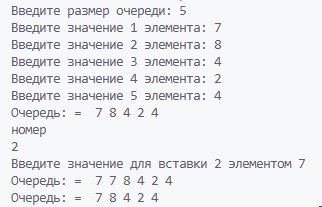 Введите размер очереди: 5
Введите значение 1 элемента: 7
Введите значение 2 элемента: 8
Введите значение 3 элемента: 4
Введите значение 4 элемента: 2
Введите значение 5 элемента: 4
Очередь: =  7 8 4 2 4
номер
2
Введите значение для вставки 2 элементом 7
Очередь: =  7 7 8 4 2 4
Очередь: =  7 8 4 2 4